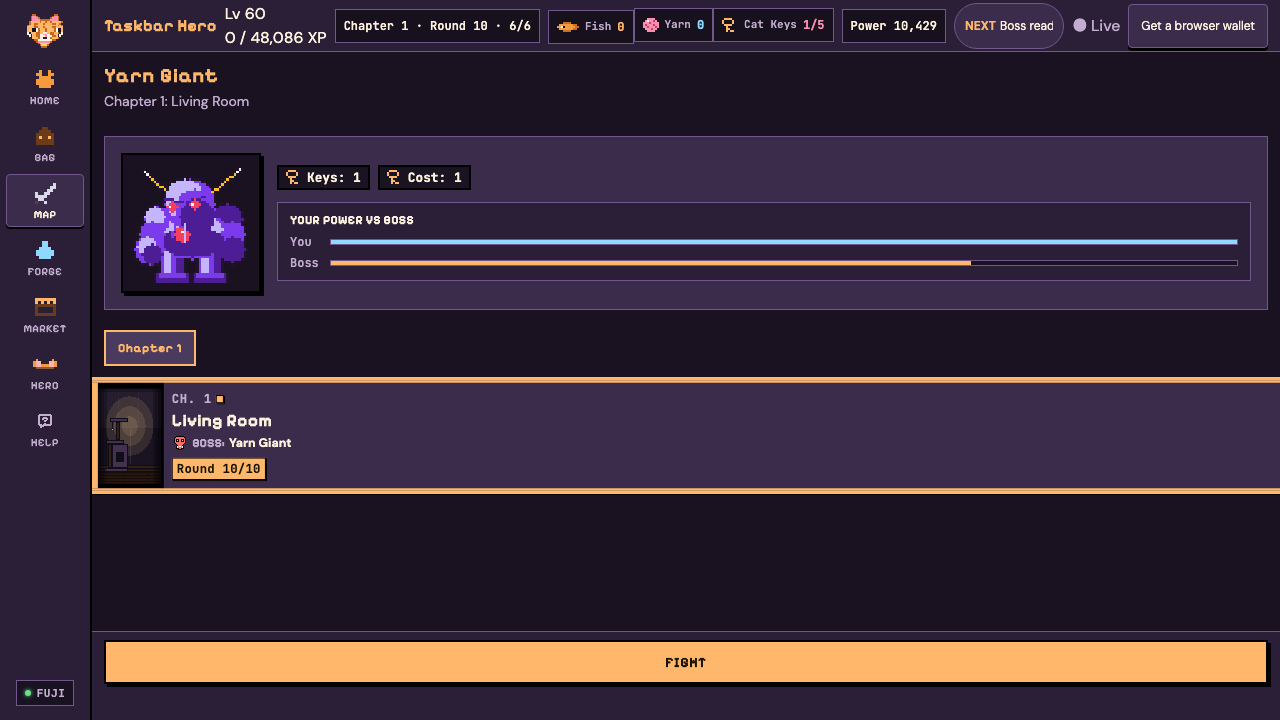 Taskbar Hero
Lv 60
0 / 48,086 XP
Chapter 1 · Round 10 · 6/6
Fish 0
Yarn 0
Cat Keys 1/5
Power 10,429
NEXT Boss read
Live
Get a browser wallet
HOME
BAG
MAP
FORGE
MARKET
HERO
HELP
FUJI
Yarn Giant
Chapter 1: Living Room
Keys: 1
Cost: 1
YOUR POWER VS BOSS
You
Boss
Chapter 1
CH. 1
Living Room
BOSS: Yarn Giant
Round 10/10
FIGHT